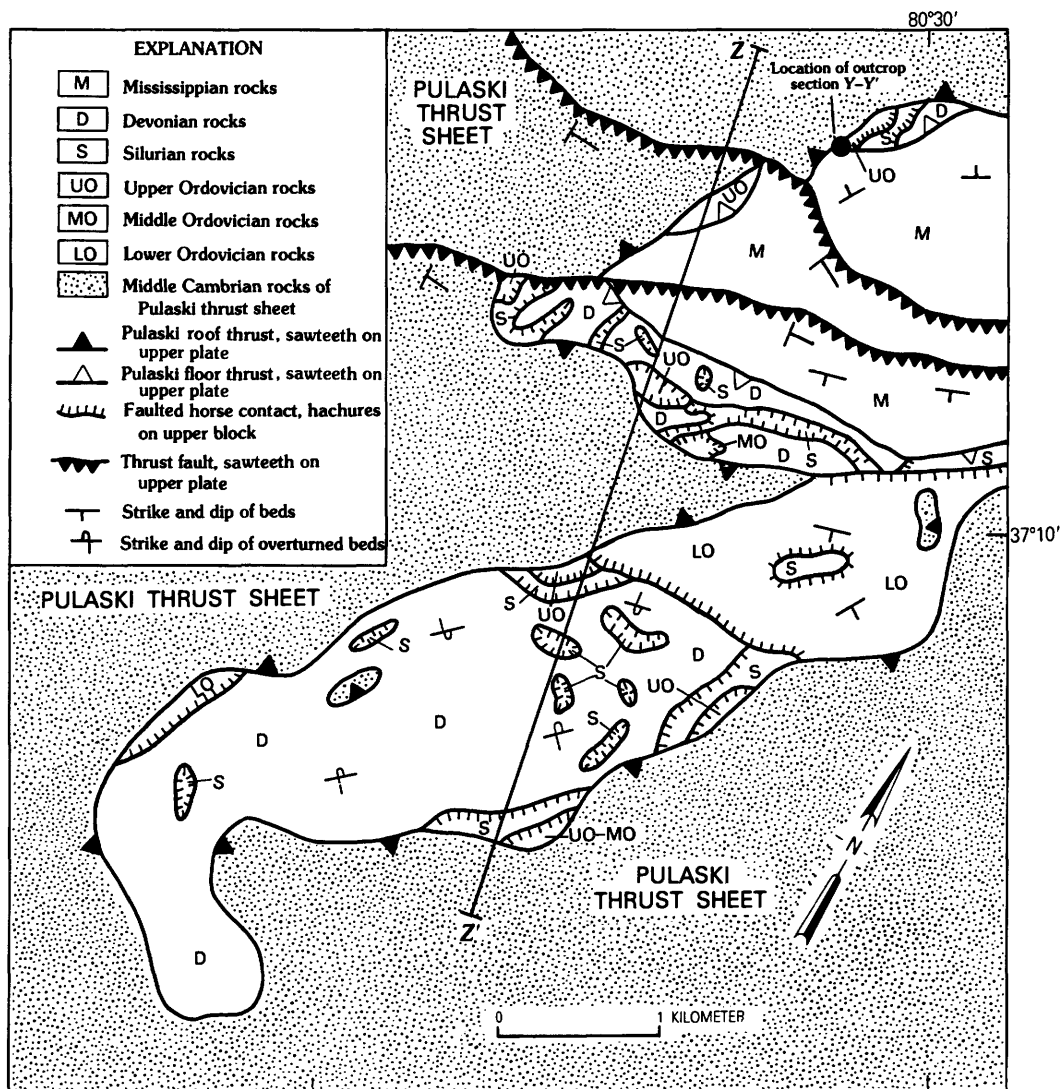 80°30'
EXPLANATION
M Mississippian rocks
D Devonian rocks
S Silurian rocks
UO Upper Ordovician rocks
MO Middle Ordovician rocks
LO Lower Ordovician rocks
Middle Cambrian rocks of
Pulaski thrust sheet
Pulaski roof thrust, sawteeth on
upper plate
Pulaski floor thrust, sawteeth on
upper plate
Faulted horse contact, hachures
on upper block
Thrust fault, sawteeth on
upper plate
Strike and dip of beds
Strike and dip of overturned beds
Z
Location of outcrop
section Y-Y'
PULASKI
THRUST
SHEET
D
S
UO
UO
M
M
UO
S
D
S
UO
S
D
M
D
MO
D
S
S
37°10'
LO
S
LO
PULASKI THRUST SHEET
S
UO
S
S
D
UO
S
LO
D
D
S
S
S
UO-MO
PULASKI
THRUST SHEET
N
Z'
D
0 1 KILOMETER